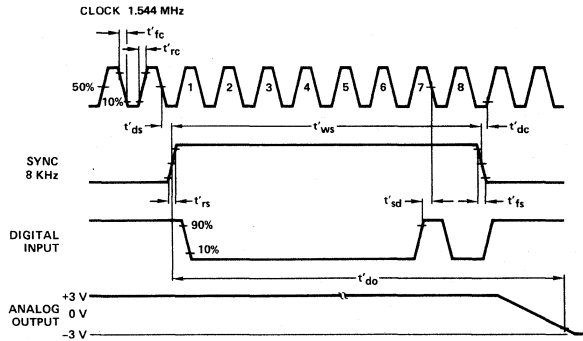 CLOCK 1.544 MHz
t'fc
t'rc
50%
10%
1 2 3 4 5 6 7 8
t'ds
t'ws
t'dc
SYNC
8 KHz
t'rs
t'sd
t'fs
DIGITAL
INPUT
90%
10%
t'do
ANALOG
OUTPUT
+3 V
0 V
−3 V